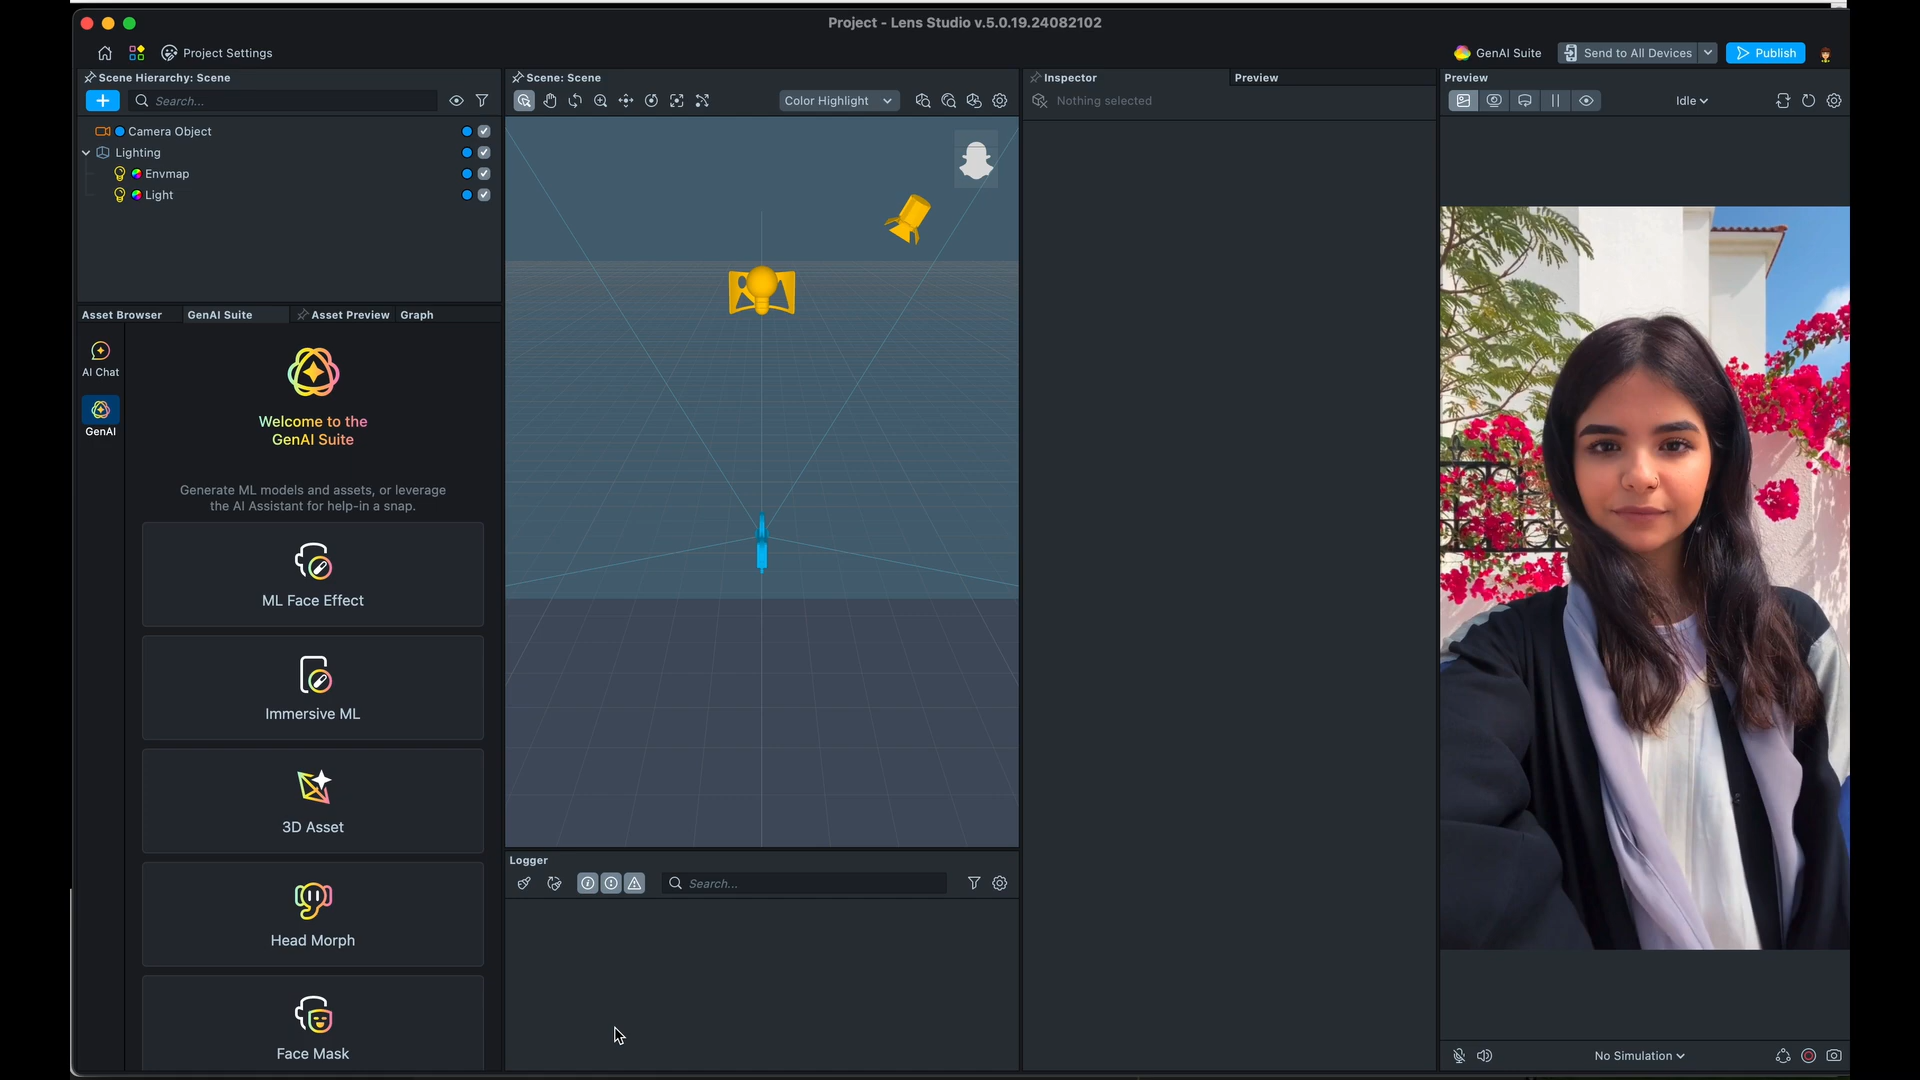 Project - Lens Studio v.5.0.19.24082102
Project Settings
GenAI Suite
Send to All Devices
Publish
Scene Hierarchy: Scene
Search...
Camera Object
Lighting
Envmap
Light
Asset Browser
GenAI Suite
Asset Preview
Graph
AI Chat
GenAI
Welcome to the
GenAI Suite
Generate ML models and assets, or leverage
the AI Assistant for help-in a snap.
ML Face Effect
Immersive ML
3D Asset
Head Morph
Face Mask
Scene: Scene
Color Highlight
Logger
Search...
Inspector
Preview
Nothing selected
Preview
Idle
No Simulation